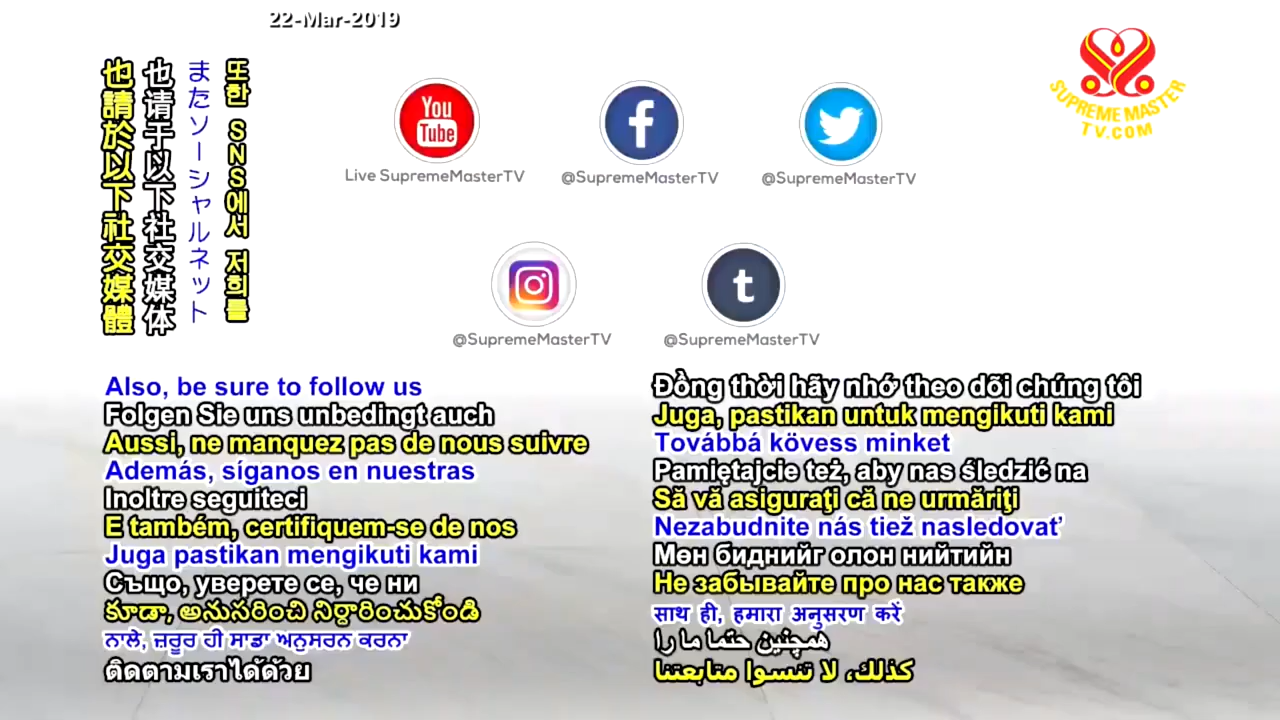 22-Mar-2019
SUPREME MASTER
TV.COM
也請於以下社交媒體
也请于以下社交媒体
またソーシャルネット
또한 SNS에서 저희를
You
Tube
f
t
Live SupremeMasterTV
@SupremeMasterTV
@SupremeMasterTV
@SupremeMasterTV
@SupremeMasterTV
Also, be sure to follow us
Folgen Sie uns unbedingt auch
Aussi, ne manquez pas de nous suivre
Además, síganos en nuestras
Inoltre seguiteci
E também, certifiquem-se de nos
Juga pastikan mengikuti kami
Също, уверете се, че ни
కూడా, అనుసరించి నిర్ధారించుకోండి
ਨਾਲੇ, ਜ਼ਰੂਰ ਹੀ ਸਾਡਾ ਅਨੁਸਰਨ ਕਰਨਾ
ติดตามเราได้ด้วย
Đồng thời hãy nhớ theo dõi chúng tôi
Juga, pastikan untuk mengikuti kami
Továbbá kövess minket
Pamiętajcie też, aby nas śledzić na
Să vă asiguraţi că ne urmăriţi
Nezabudnite nás tiež nasledovať
Мөн биднийг олон нийтийн
Не забывайте про нас также
साथ ही, हमारा अनुसरण करें
همچنین حتما ما را
كذلك، لا تنسوا متابعتنا